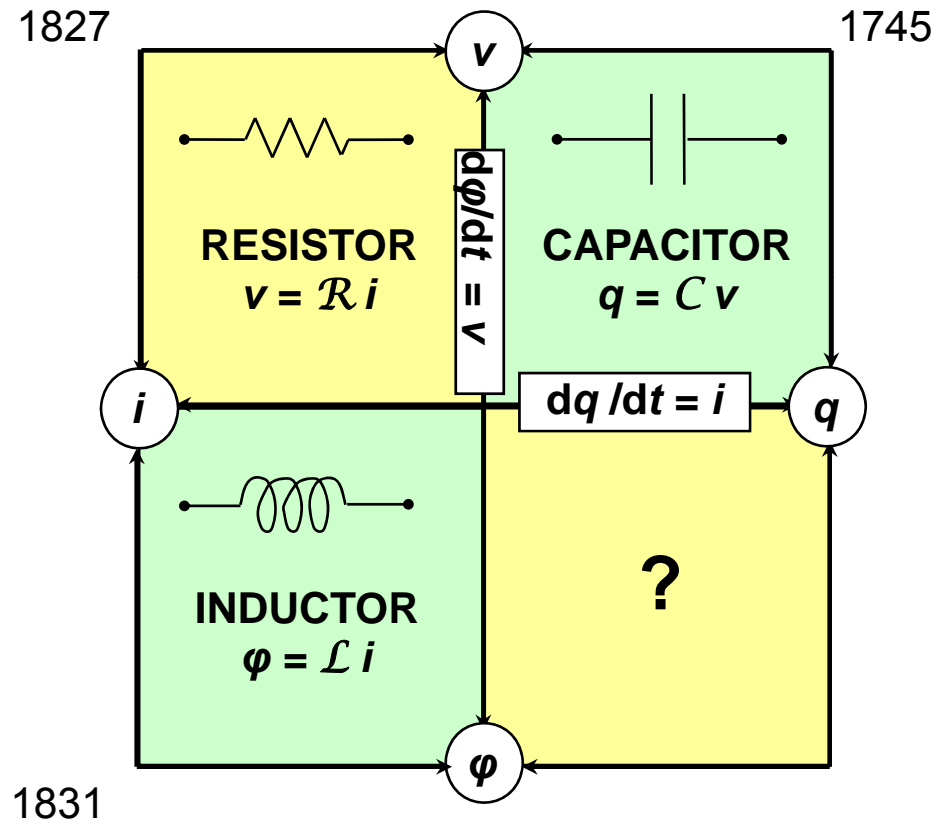 1827
v
1745
RESISTOR
v = ℛ i
dφ/dt = v
CAPACITOR
q = C v
i
dq /dt = i
q
INDUCTOR
φ = ℒ i
?
φ
1831